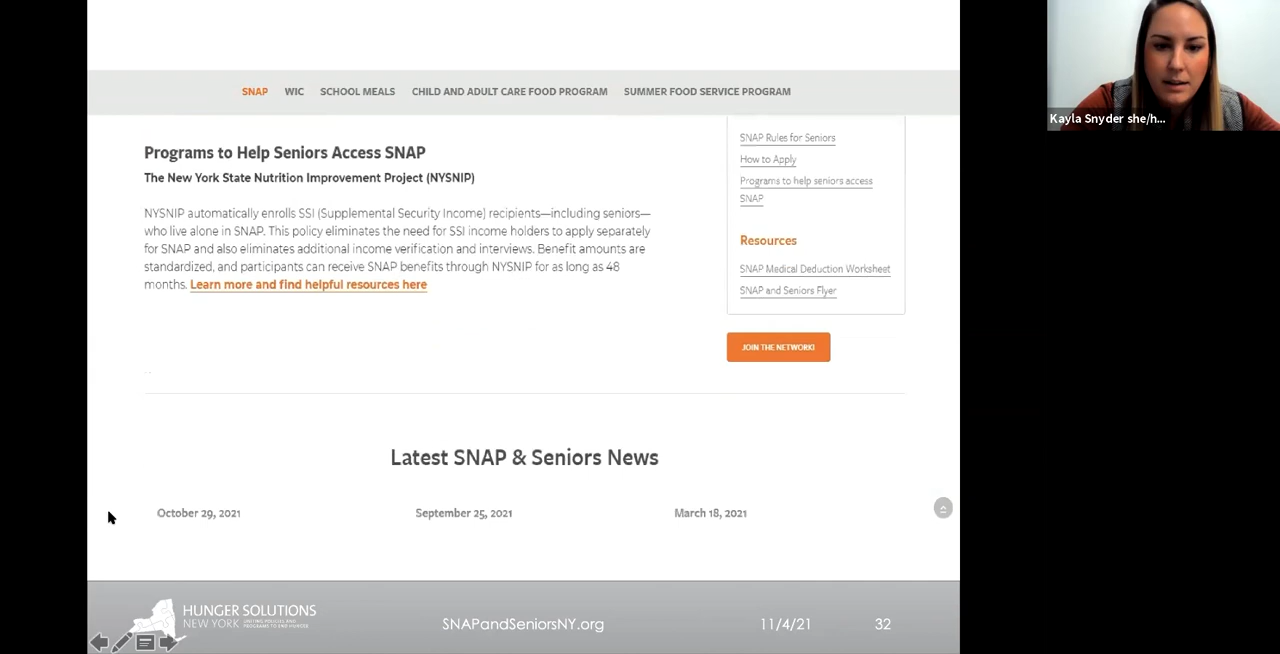 SNAP WIC SCHOOL MEALS CHILD AND ADULT CARE FOOD PROGRAM SUMMER FOOD SERVICE PROGRAM
Kayla Snyder she/h...
Programs to Help Seniors Access SNAP
The New York State Nutrition Improvement Project (NYSNIP)
NYSNIP automatically enrolls SSI (Supplemental Security Income) recipients—including seniors—
who live alone in SNAP. This policy eliminates the need for SSI income holders to apply separately
for SNAP and also eliminates additional income verification and interviews. Benefit amounts are
standardized, and participants can receive SNAP benefits through NYSNIP for as long as 48
months. Learn more and find helpful resources here
SNAP Rules for Seniors
How to Apply
Programs to help seniors access
SNAP
Resources
SNAP Medical Deduction Worksheet
SNAP and Seniors Flyer
JOIN THE NETWORK!
Latest SNAP & Seniors News
October 29, 2021 September 25, 2021 March 18, 2021
HUNGER SOLUTIONS
NEW YORK
SNAPandSeniorsNY.org 11/4/21 32